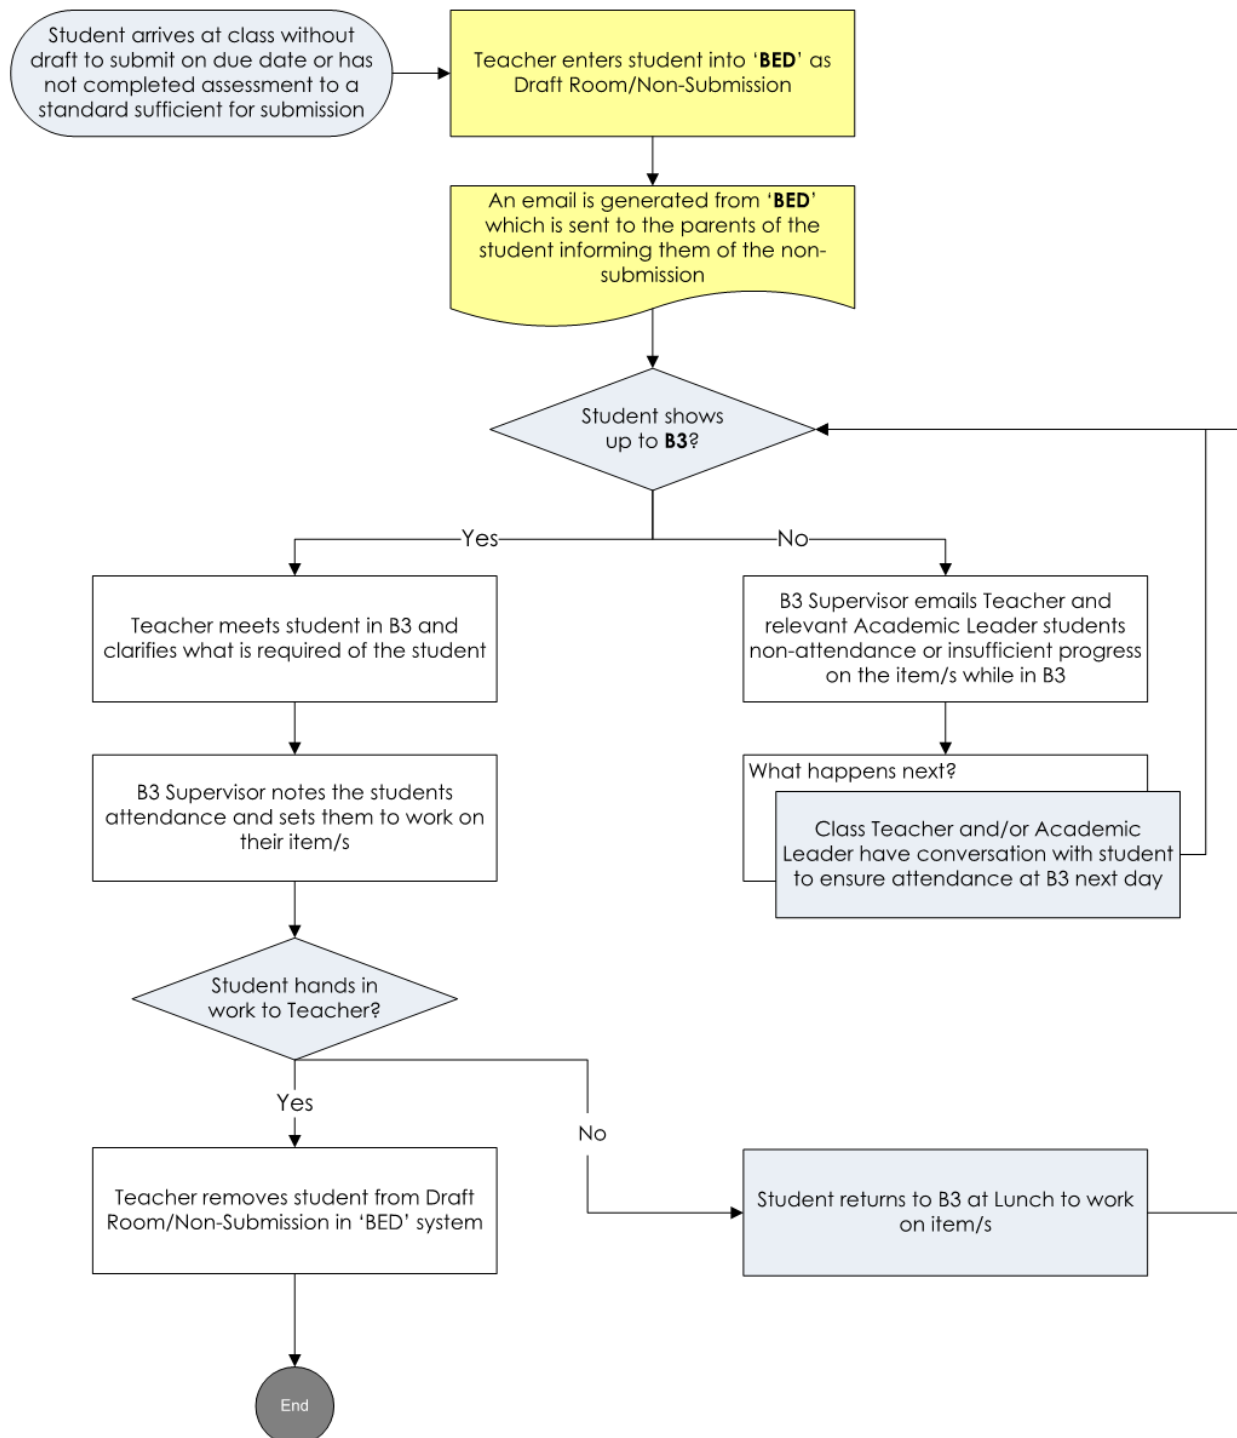 Student arrives at class without
draft to submit on due date or has
not completed assessment to a
standard sufficient for submission
Teacher enters student into ‘BED’ as
Draft Room/Non-Submission
An email is generated from ‘BED’
which is sent to the parents of the
student informing them of the non-
submission
Student shows
up to B3?
Yes
No
Teacher meets student in B3 and
clarifies what is required of the student
B3 Supervisor emails Teacher and
relevant Academic Leader students
non-attendance or insufficient progress
on the item/s while in B3
B3 Supervisor notes the students
attendance and sets them to work on
their item/s
What happens next?
Class Teacher and/or Academic
Leader have conversation with student
to ensure attendance at B3 next day
Student hands in
work to Teacher?
Yes
No
Teacher removes student from Draft
Room/Non-Submission in ‘BED’ system
Student returns to B3 at Lunch to work
on item/s
End